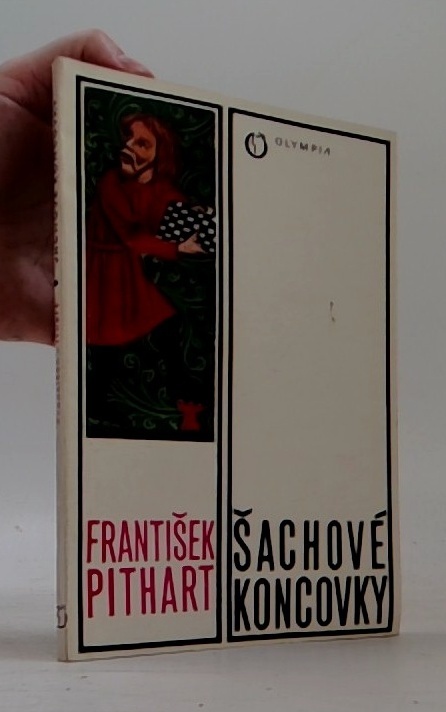 OLYMPIA
FRANTIŠEK
PITHART
ŠACHOVÉ
KONCOVKY